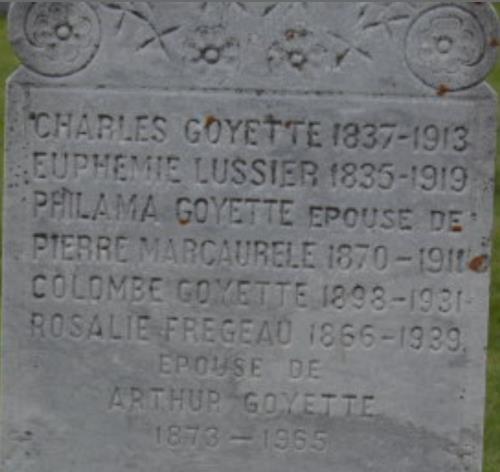 CHARLES GOYETTE 1837-1913
EUPHEMIE LUSSIER 1835-1919
PHILAMA GOYETTE EPOUSE DE
PIERRE MARCAURELE 1870-1911
COLOMBE GOYETTE 1898-1931
ROSALIE FREGEAU 1866-1939
EPOUSE DE
ARTHUR GOYETTE
1873-1965